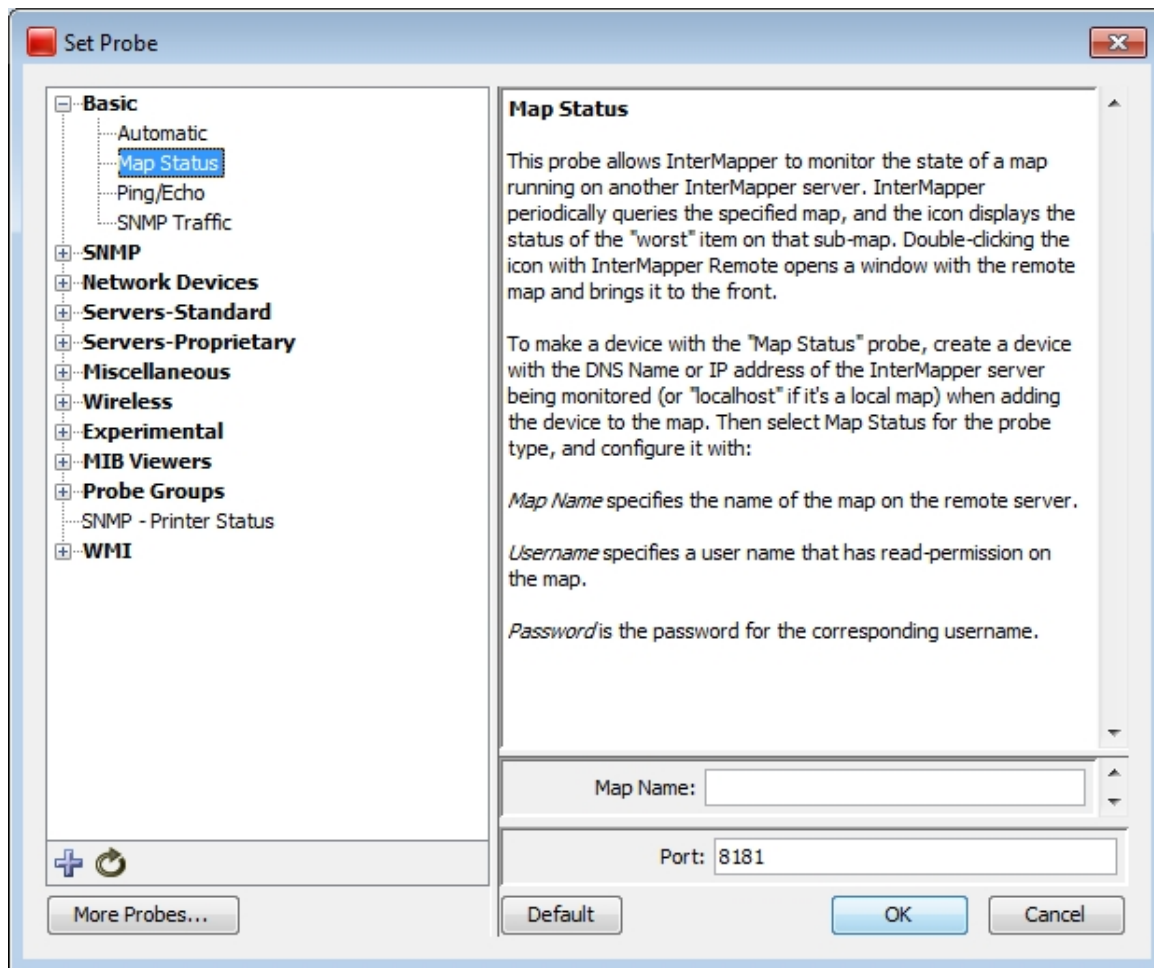 Set Probe
Basic
Automatic
Map Status
Ping/Echo
SNMP Traffic
SNMP
Network Devices
Servers-Standard
Servers-Proprietary
Miscellaneous
Wireless
Experimental
MIB Viewers
Probe Groups
SNMP - Printer Status
WMI
More Probes...
Map Status
This probe allows InterMapper to monitor the state of a map
running on another InterMapper server. InterMapper
periodically queries the specified map, and the icon displays the
status of the "worst" item on that sub-map. Double-clicking the
icon with InterMapper Remote opens a window with the remote
map and brings it to the front.
To make a device with the "Map Status" probe, create a device
with the DNS Name or IP address of the InterMapper server
being monitored (or "localhost" if it's a local map) when adding
the device to the map. Then select Map Status for the probe
type, and configure it with:
Map Name specifies the name of the map on the remote server.
Username specifies a user name that has read-permission on
the map.
Password is the password for the corresponding username.
Map Name:
Port: 8181
Default OK Cancel